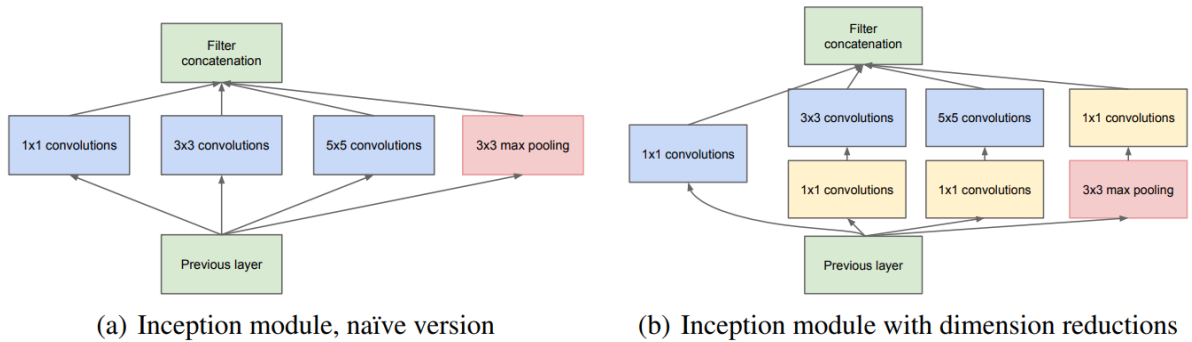 Filter
concatenation
1x1 convolutions
3x3 convolutions
5x5 convolutions
3x3 max pooling
Previous layer
(a) Inception module, naïve version
Filter
concatenation
3x3 convolutions
5x5 convolutions
1x1 convolutions
1x1 convolutions
1x1 convolutions
1x1 convolutions
3x3 max pooling
Previous layer
(b) Inception module with dimension reductions